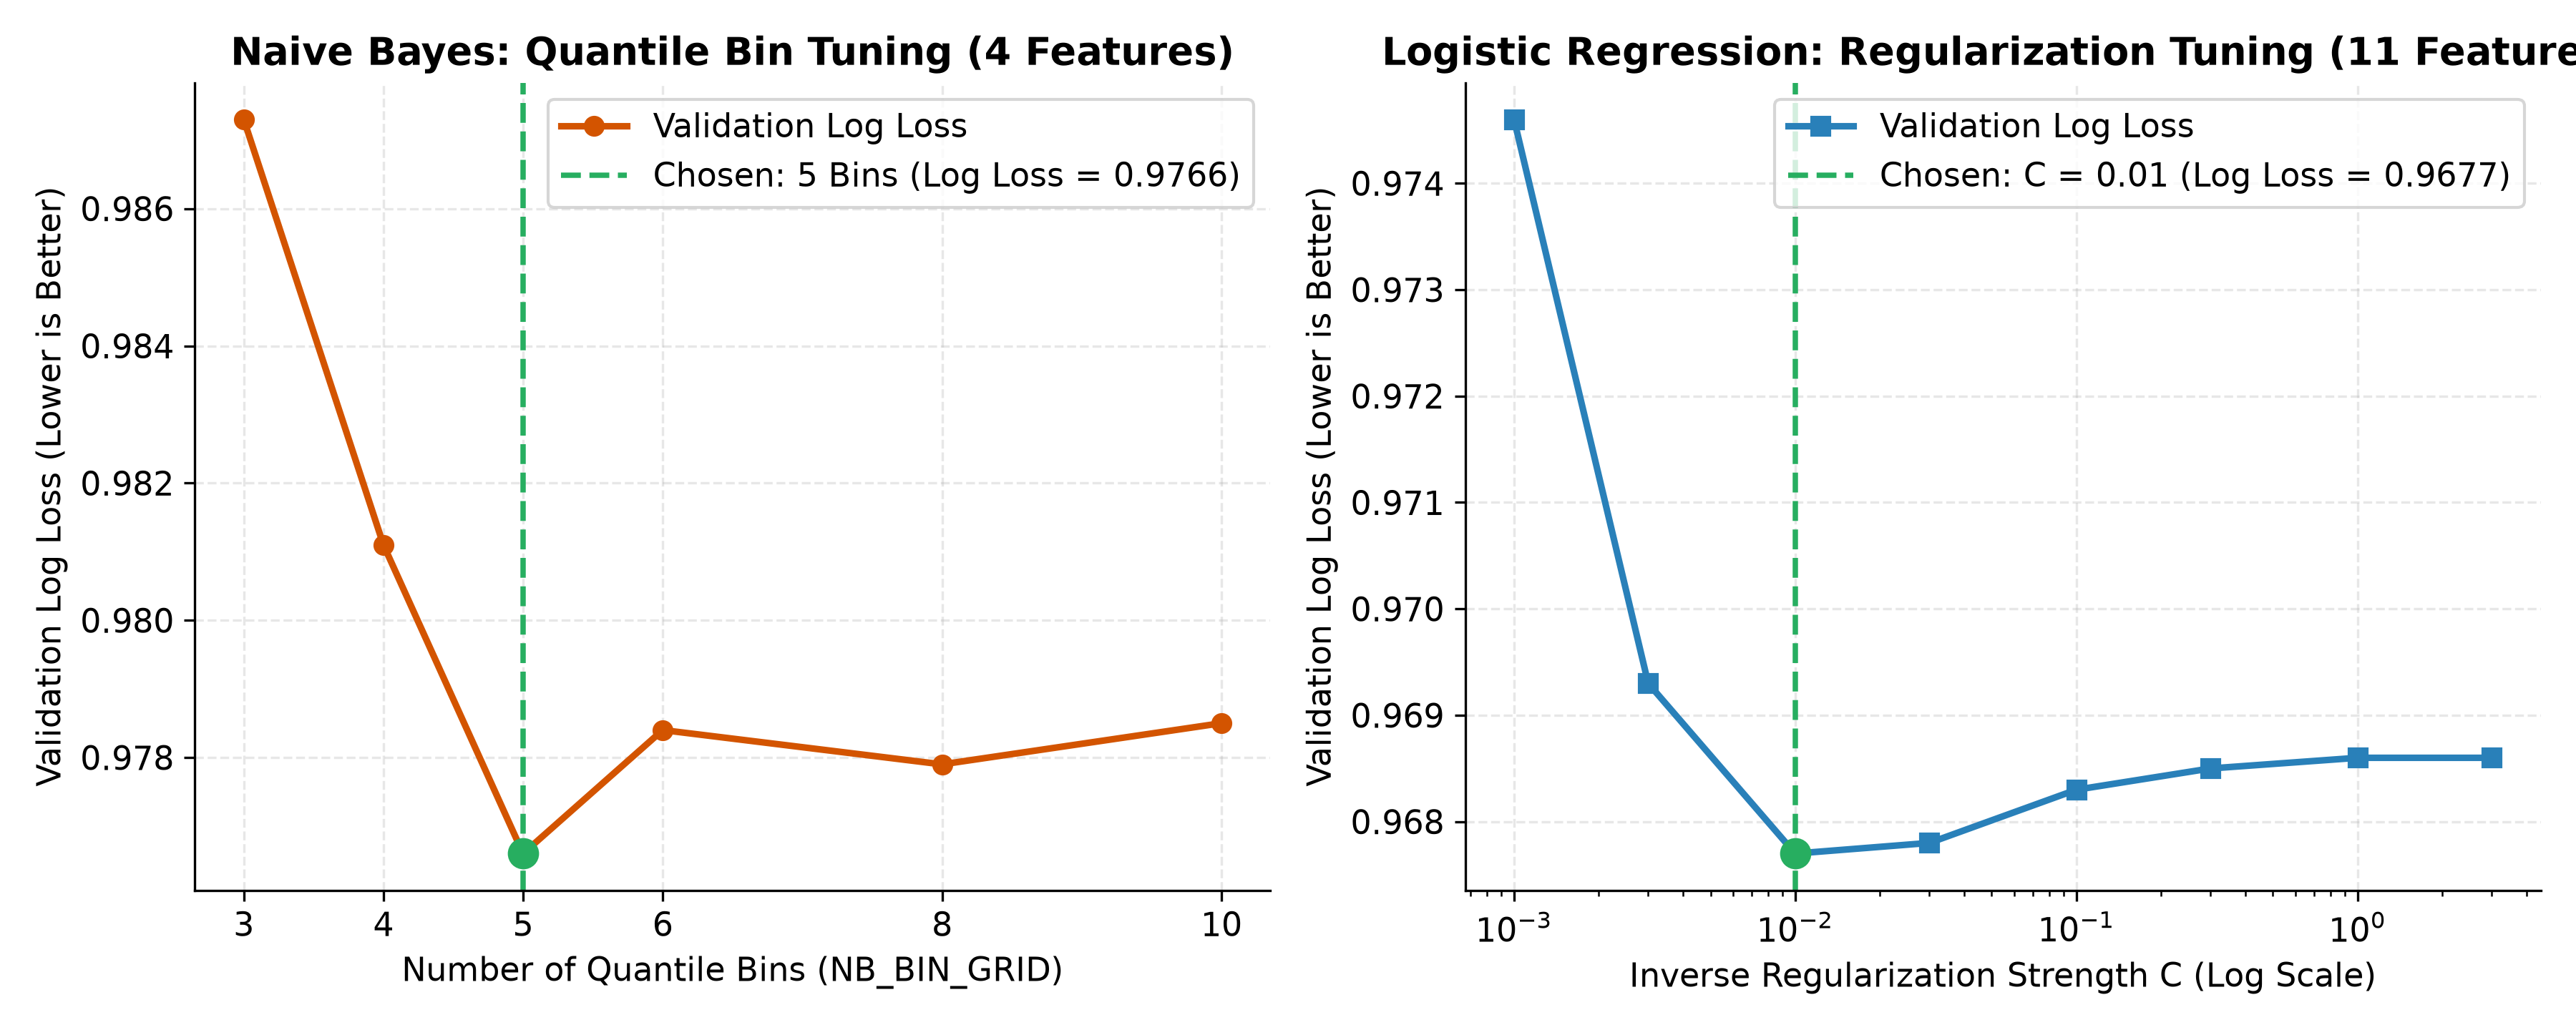 Naive Bayes: Quantile Bin Tuning (4 Features)
Validation Log Loss
Chosen: 5 Bins (Log Loss = 0.9766)
Validation Log Loss (Lower is Better)
0.986
0.984
0.982
0.980
0.978
3 4 5 6 8 10
Number of Quantile Bins (NB_BIN_GRID)
Logistic Regression: Regularization Tuning (11 Feature
Validation Log Loss
Chosen: C = 0.01 (Log Loss = 0.9677)
Validation Log Loss (Lower is Better)
0.974
0.973
0.972
0.971
0.970
0.969
0.968
10⁻³ 10⁻² 10⁻¹ 10⁰
Inverse Regularization Strength C (Log Scale)